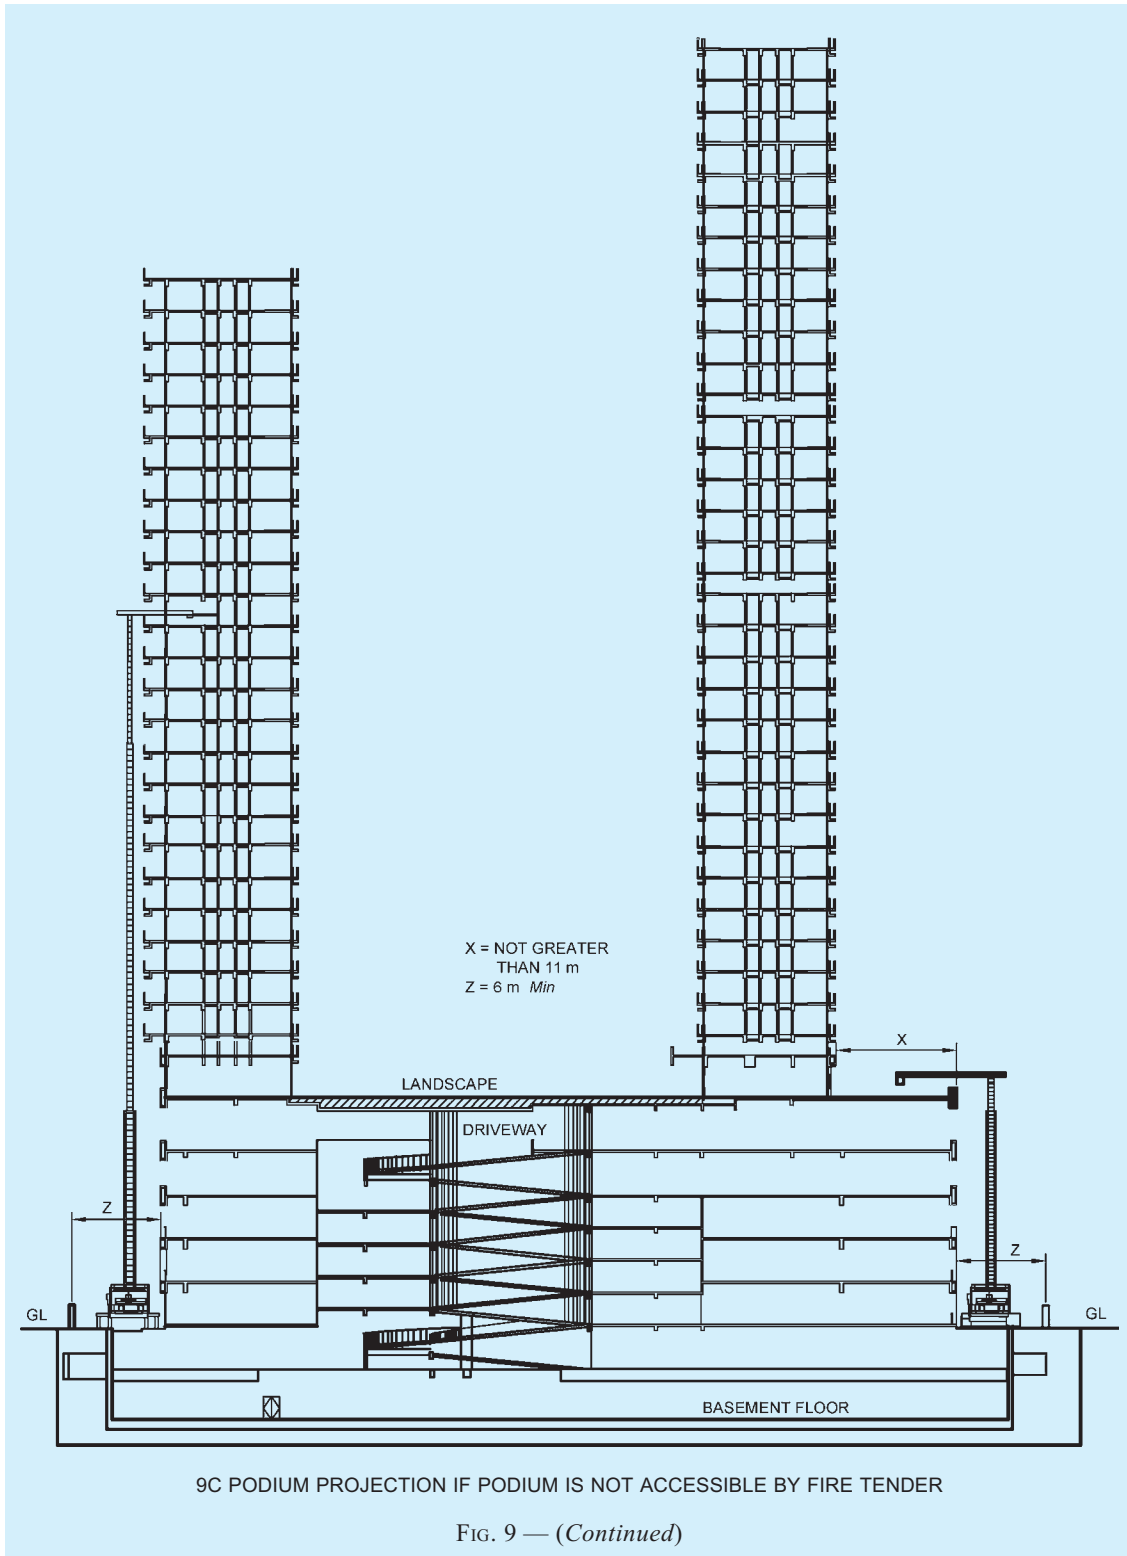 X = NOT GREATER
THAN 11 m
Z = 6 m Min
X
LANDSCAPE
DRIVEWAY
Z
Z
GL
GL
BASEMENT FLOOR
9C PODIUM PROJECTION IF PODIUM IS NOT ACCESSIBLE BY FIRE TENDER
FIG. 9 — (Continued)